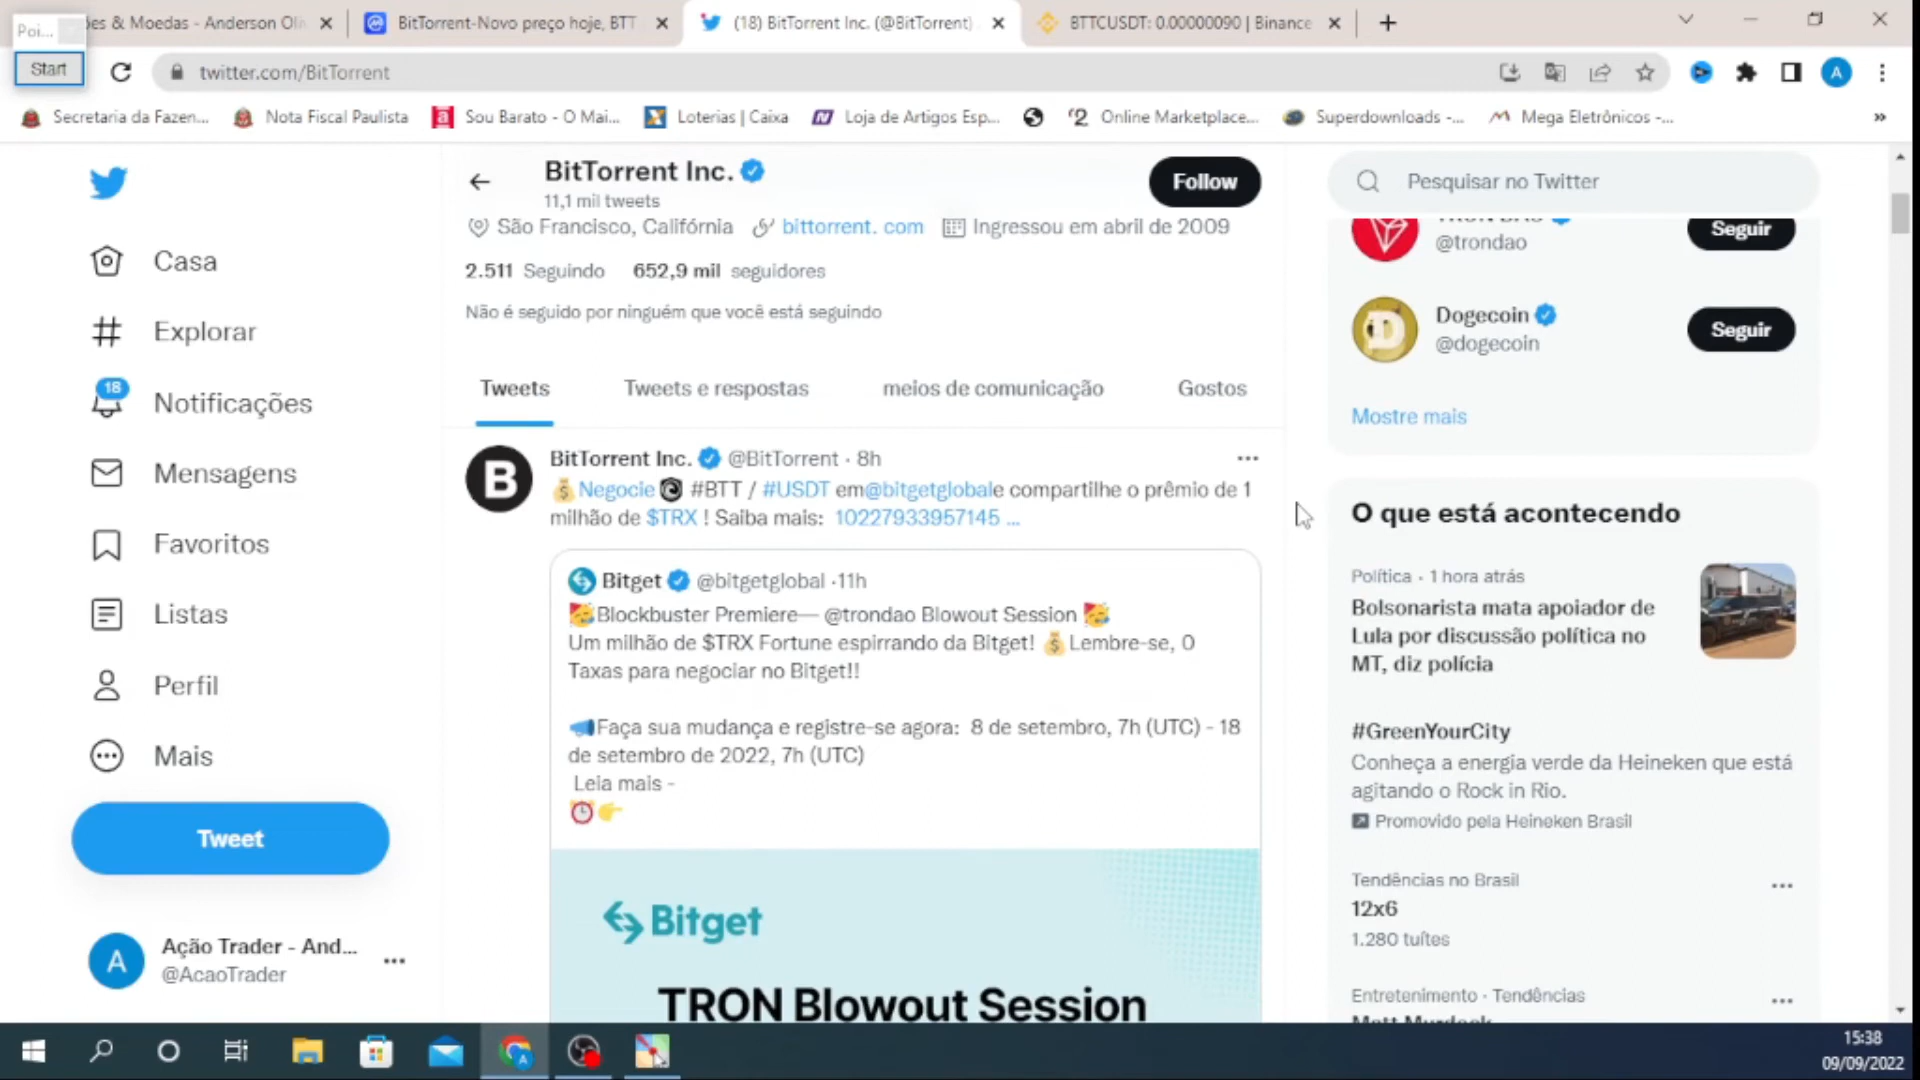 Poi...
Start
ões & Moedas - Anderson Oli
BitTorrent-Novo preço hoje, BTT
(18) BitTorrent Inc. (@BitTorrent)
BTTCUSDT: 0.00000090 | Binance
twitter.com/BitTorrent
A
Secretaria da Fazen...
Nota Fiscal Paulista
Sou Barato - O Mai...
Loterias | Caixa
Loja de Artigos Esp...
Online Marketplace...
Superdownloads -...
Mega Eletrônicos -...
»
Casa
Explorar
18
Notificações
Mensagens
Favoritos
Listas
Perfil
Mais
Tweet
A
Ação Trader - And...
@AcaoTrader
BitTorrent Inc.
11,1 mil tweets
Follow
São Francisco, Califórnia
bittorrent. com
Ingressou em abril de 2009
2.511 Seguindo 652,9 mil seguidores
Não é seguido por ninguém que você está seguindo
Tweets
Tweets e respostas
meios de comunicação
Gostos
BitTorrent Inc. @BitTorrent · 8h
💰Negocie #BTT / #USDT em@bitgetglobale compartilhe o prêmio de 1
milhão de $TRX ! Saiba mais: 10227933957145 ...
Bitget @bitgetglobal ·11h
🥳Blockbuster Premiere— @trondao Blowout Session 🥳
Um milhão de $TRX Fortune espirrando da Bitget! 💰Lembre-se, 0
Taxas para negociar no Bitget!!
📢Faça sua mudança e registre-se agora: 8 de setembro, 7h (UTC) - 18
de setembro de 2022, 7h (UTC)
Leia mais -
⏰👉
Bitget
TRON Blowout Session
Pesquisar no Twitter
TRON DAO
@trondao
Seguir
Dogecoin
@dogecoin
Seguir
Mostre mais
O que está acontecendo
Política · 1 hora atrás
Bolsonarista mata apoiador de
Lula por discussão política no
MT, diz polícia
#GreenYourCity
Conheça a energia verde da Heineken que está
agitando o Rock in Rio.
Promovido pela Heineken Brasil
Tendências no Brasil
12x6
1.280 tuítes
Entretenimento · Tendências
Matt Murdock
15:38
09/09/2022